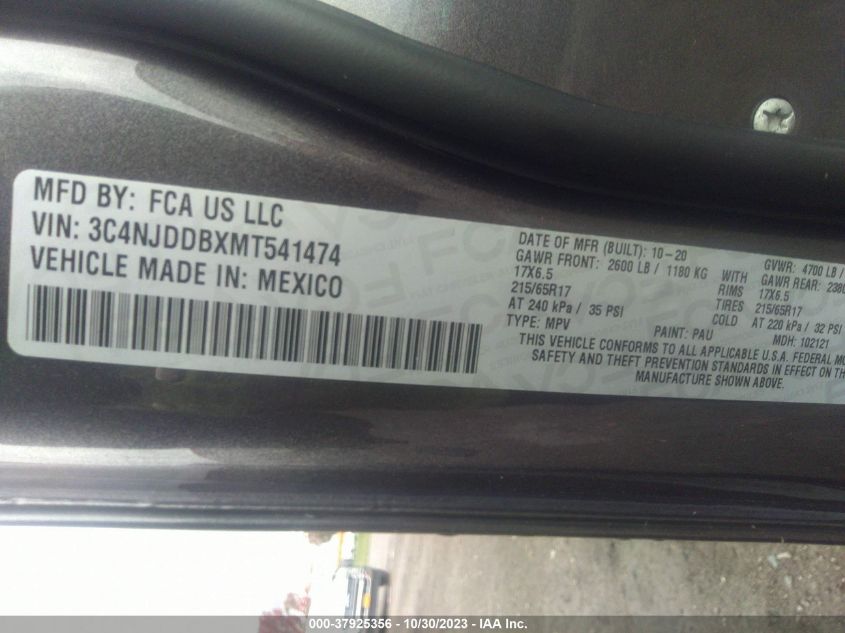 MFD BY: FCA US LLC
VIN: 3C4NJDDBXMT541474
VEHICLE MADE IN: MEXICO
DATE OF MFR (BUILT): 10-20 GVWR: 4700 LB /
GAWR FRONT: 2600 LB / 1180 KG WITH GAWR REAR: 2380
17X6.5 RIMS 17X6.5
215/65R17 TIRES 215/65R17
AT 240 kPa / 35 PSI COLD AT 220 kPa / 32 PSI
TYPE: MPV PAINT: PAU MDH: 102121
THIS VEHICLE CONFORMS TO ALL APPLICABLE U.S.A. FEDERAL MO
SAFETY AND THEFT PREVENTION STANDARDS IN EFFECT ON TH
MANUFACTURE SHOWN ABOVE.
000-37925356 - 10/30/2023 - IAA Inc.